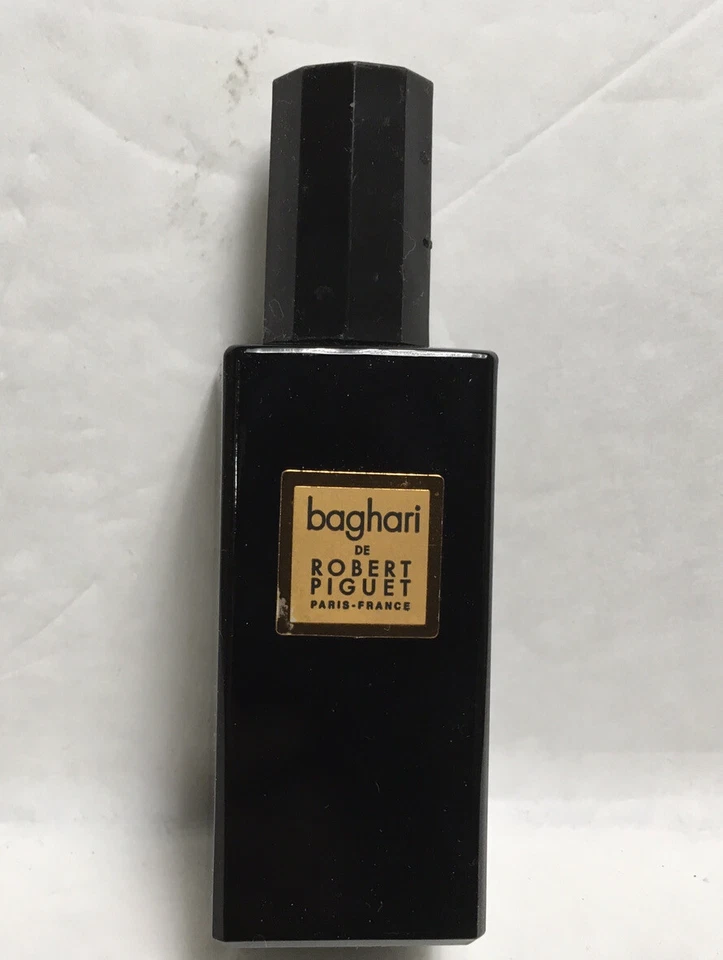 baghari
DE
ROBERT
PIGUET
PARIS-FRANCE